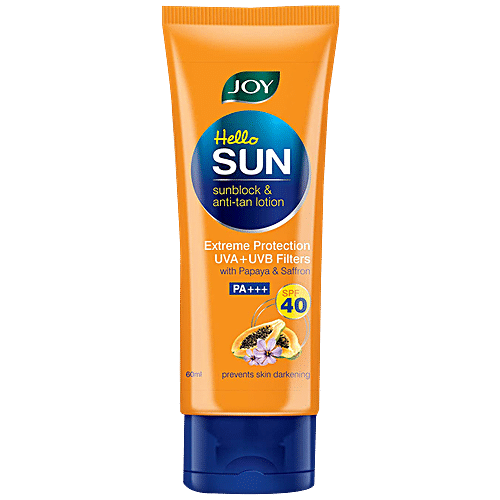 JOY
Hello
SUN
sunblock &
anti-tan lotion
Extreme Protection
UVA+UVB Filters
with Papaya & Saffron
PA+++
SPF
40
60ml
prevents skin darkening